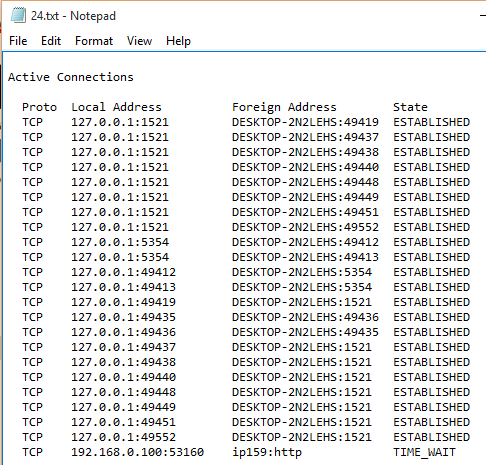 24.txt - Notepad
File Edit Format View Help
Active Connections
Proto Local Address Foreign Address State
TCP 127.0.0.1:1521 DESKTOP-2N2LEHS:49419 ESTABLISHED
TCP 127.0.0.1:1521 DESKTOP-2N2LEHS:49437 ESTABLISHED
TCP 127.0.0.1:1521 DESKTOP-2N2LEHS:49438 ESTABLISHED
TCP 127.0.0.1:1521 DESKTOP-2N2LEHS:49440 ESTABLISHED
TCP 127.0.0.1:1521 DESKTOP-2N2LEHS:49448 ESTABLISHED
TCP 127.0.0.1:1521 DESKTOP-2N2LEHS:49449 ESTABLISHED
TCP 127.0.0.1:1521 DESKTOP-2N2LEHS:49451 ESTABLISHED
TCP 127.0.0.1:1521 DESKTOP-2N2LEHS:49552 ESTABLISHED
TCP 127.0.0.1:5354 DESKTOP-2N2LEHS:49412 ESTABLISHED
TCP 127.0.0.1:5354 DESKTOP-2N2LEHS:49413 ESTABLISHED
TCP 127.0.0.1:49412 DESKTOP-2N2LEHS:5354 ESTABLISHED
TCP 127.0.0.1:49413 DESKTOP-2N2LEHS:5354 ESTABLISHED
TCP 127.0.0.1:49419 DESKTOP-2N2LEHS:1521 ESTABLISHED
TCP 127.0.0.1:49435 DESKTOP-2N2LEHS:49436 ESTABLISHED
TCP 127.0.0.1:49436 DESKTOP-2N2LEHS:49435 ESTABLISHED
TCP 127.0.0.1:49437 DESKTOP-2N2LEHS:1521 ESTABLISHED
TCP 127.0.0.1:49438 DESKTOP-2N2LEHS:1521 ESTABLISHED
TCP 127.0.0.1:49440 DESKTOP-2N2LEHS:1521 ESTABLISHED
TCP 127.0.0.1:49448 DESKTOP-2N2LEHS:1521 ESTABLISHED
TCP 127.0.0.1:49449 DESKTOP-2N2LEHS:1521 ESTABLISHED
TCP 127.0.0.1:49451 DESKTOP-2N2LEHS:1521 ESTABLISHED
TCP 127.0.0.1:49552 DESKTOP-2N2LEHS:1521 ESTABLISHED
TCP 192.168.0.100:53160 ip159:http TIME_WAIT